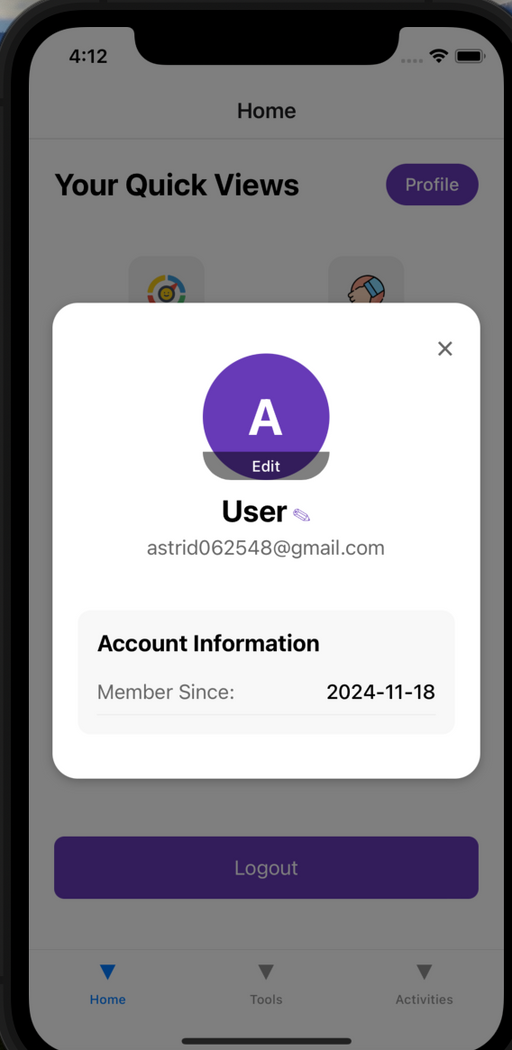 4:12
Home
Your Quick Views
Profile
×
A
Edit
User
astrid062548@gmail.com
Account Information
Member Since: 2024-11-18
Logout
Home Tools Activities